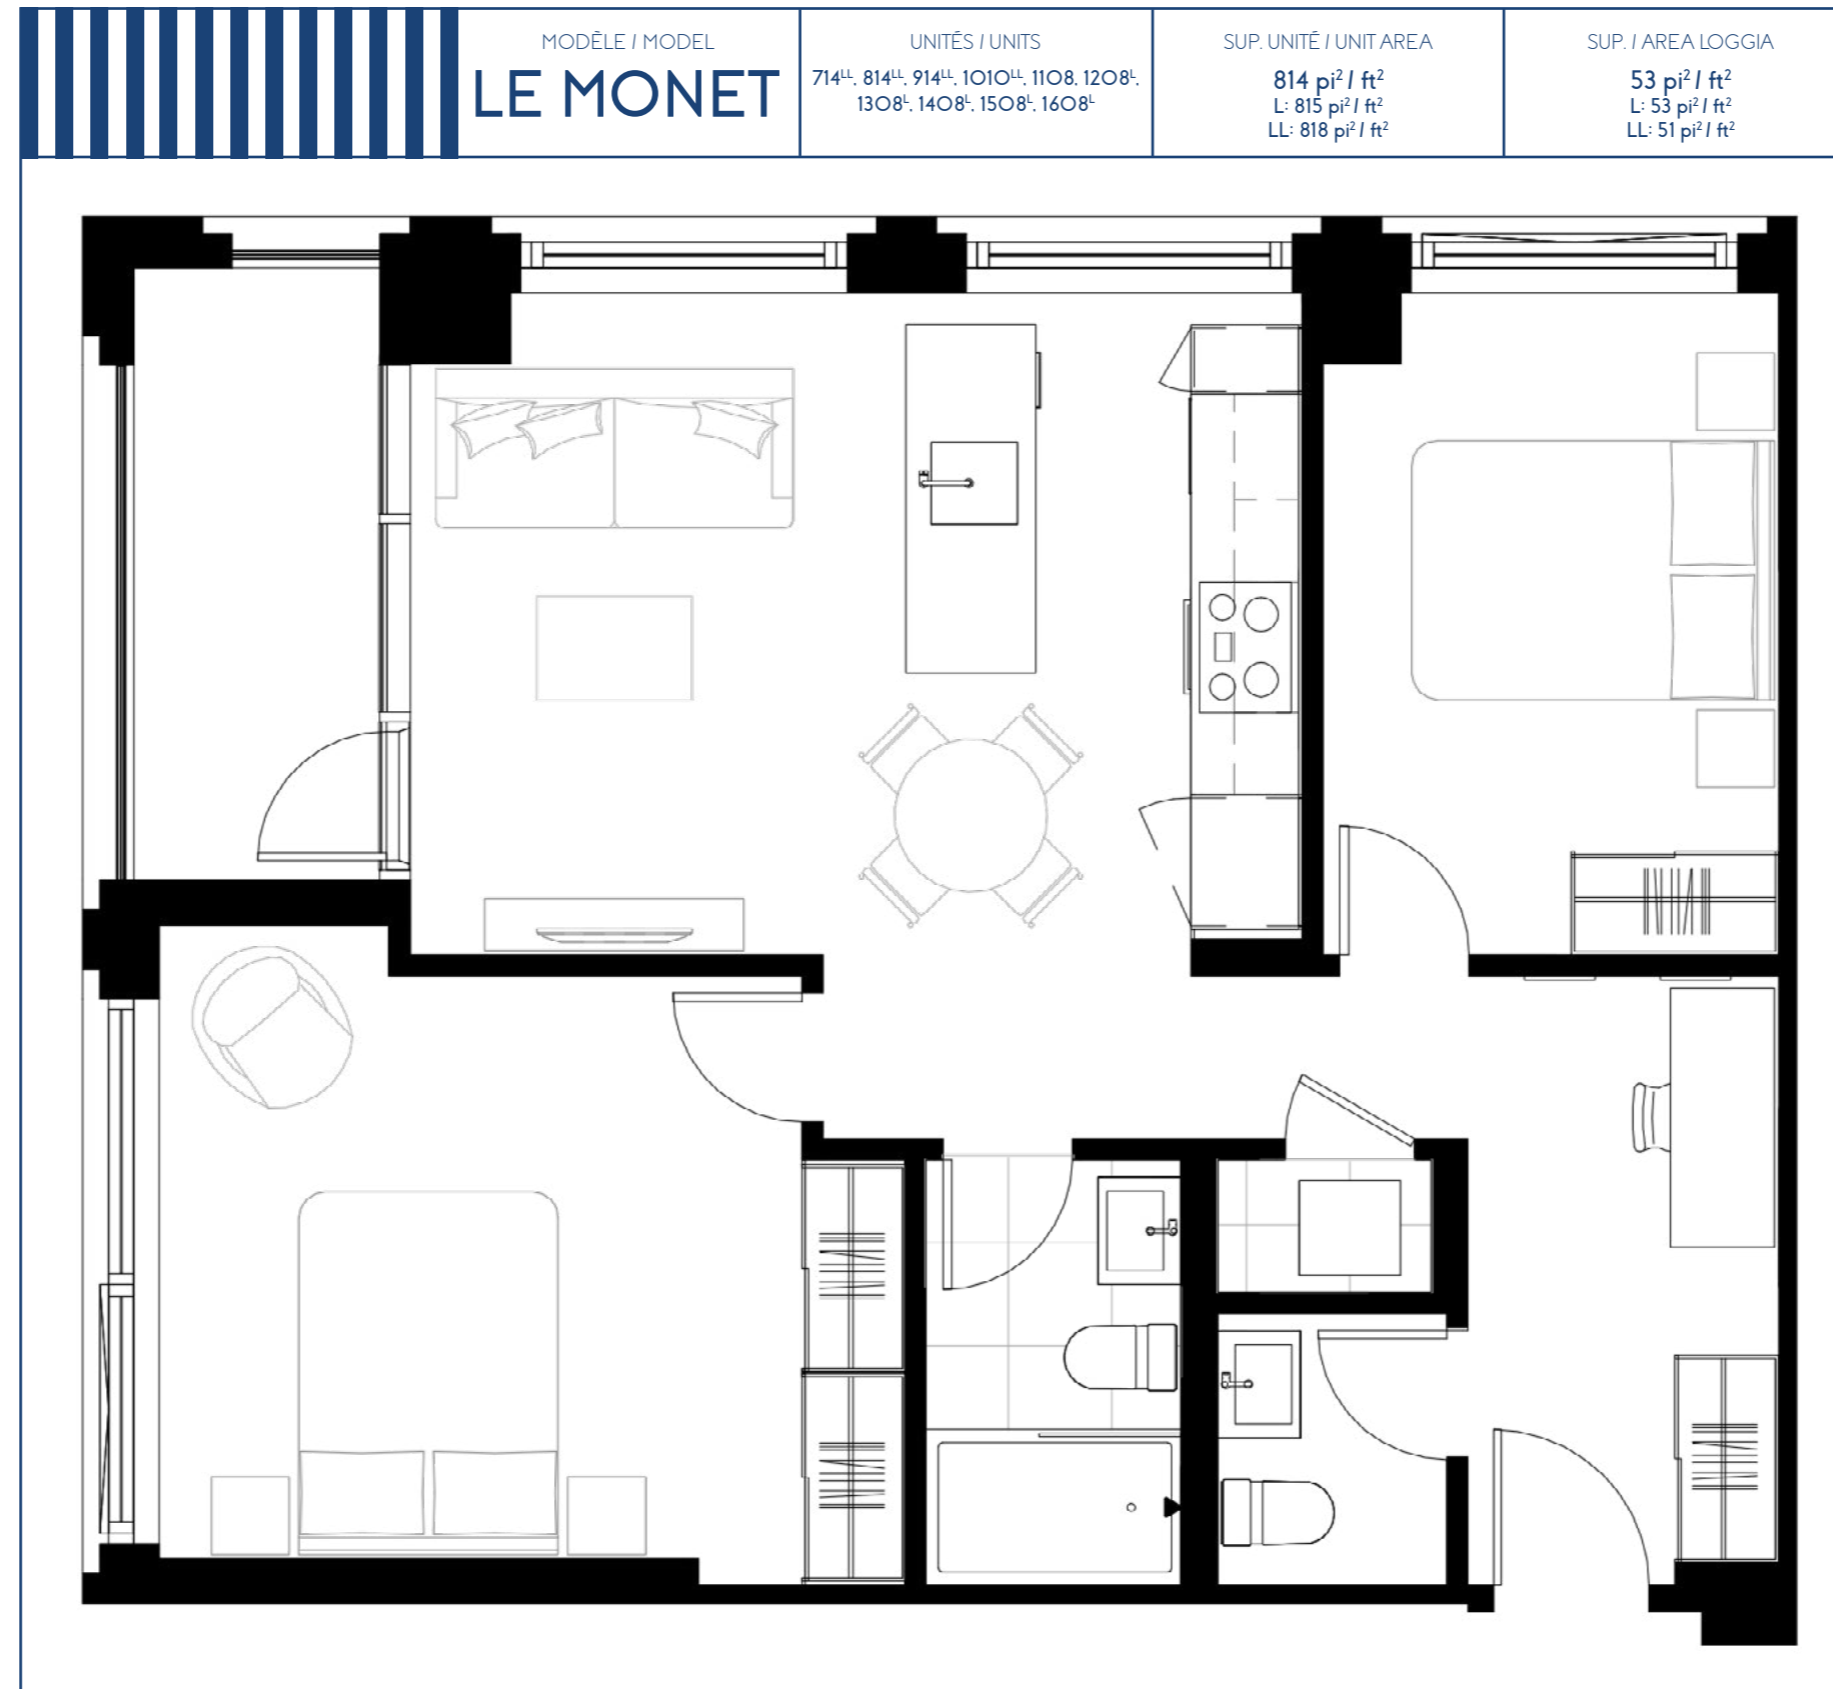 MODÈLE / MODEL
LE MONET
UNITÉS / UNITS
714ᴸᴸ, 814ᴸᴸ, 914ᴸᴸ, 1010ᴸᴸ, 1108, 1208ᴸ,
1308ᴸ, 1408ᴸ, 1508ᴸ, 1608ᴸ
SUP. UNITÉ / UNIT AREA
814 pi² / ft²
L: 815 pi² / ft²
LL: 818 pi² / ft²
SUP. / AREA LOGGIA
53 pi² / ft²
L: 53 pi² / ft²
LL: 51 pi² / ft²